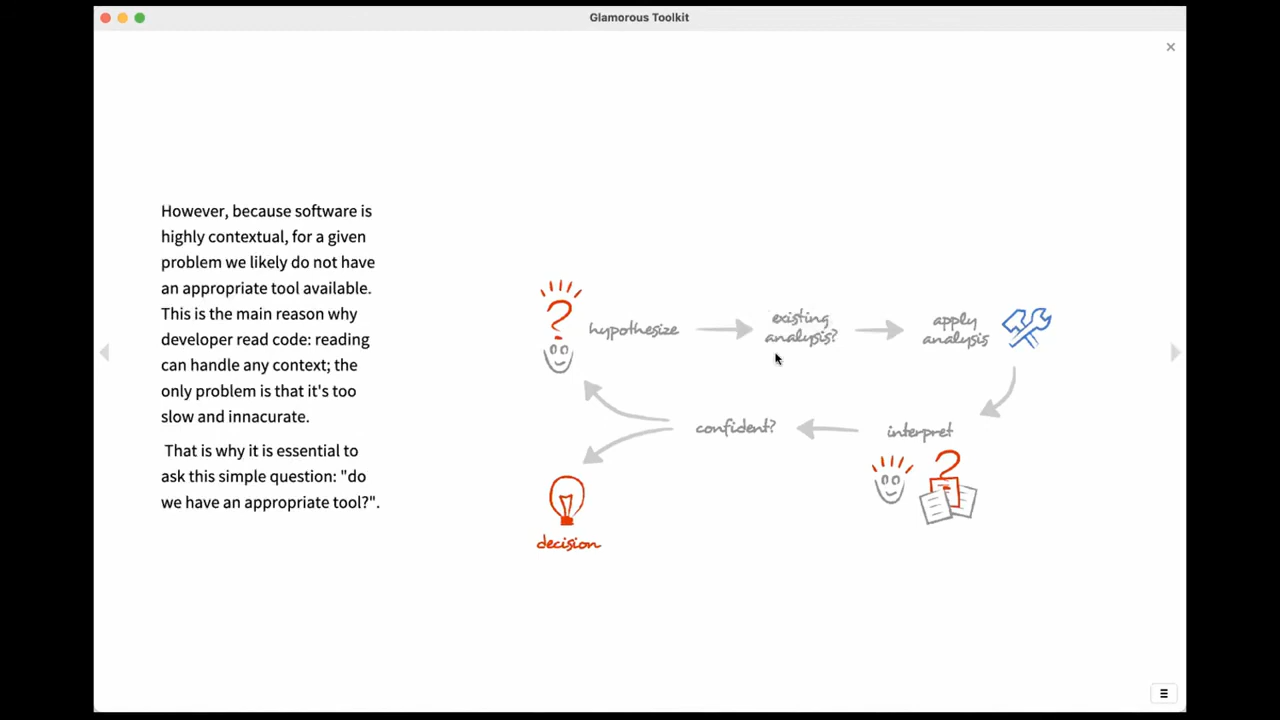 Glamorous Toolkit
However, because software is
highly contextual, for a given
problem we likely do not have
an appropriate tool available.
This is the main reason why
developer read code: reading
can handle any context; the
only problem is that it's too
slow and innacurate.
That is why it is essential to
ask this simple question: "do
we have an appropriate tool?".
?
hypothesize
existing
analysis?
apply
analysis
confident?
interpret
?
decision